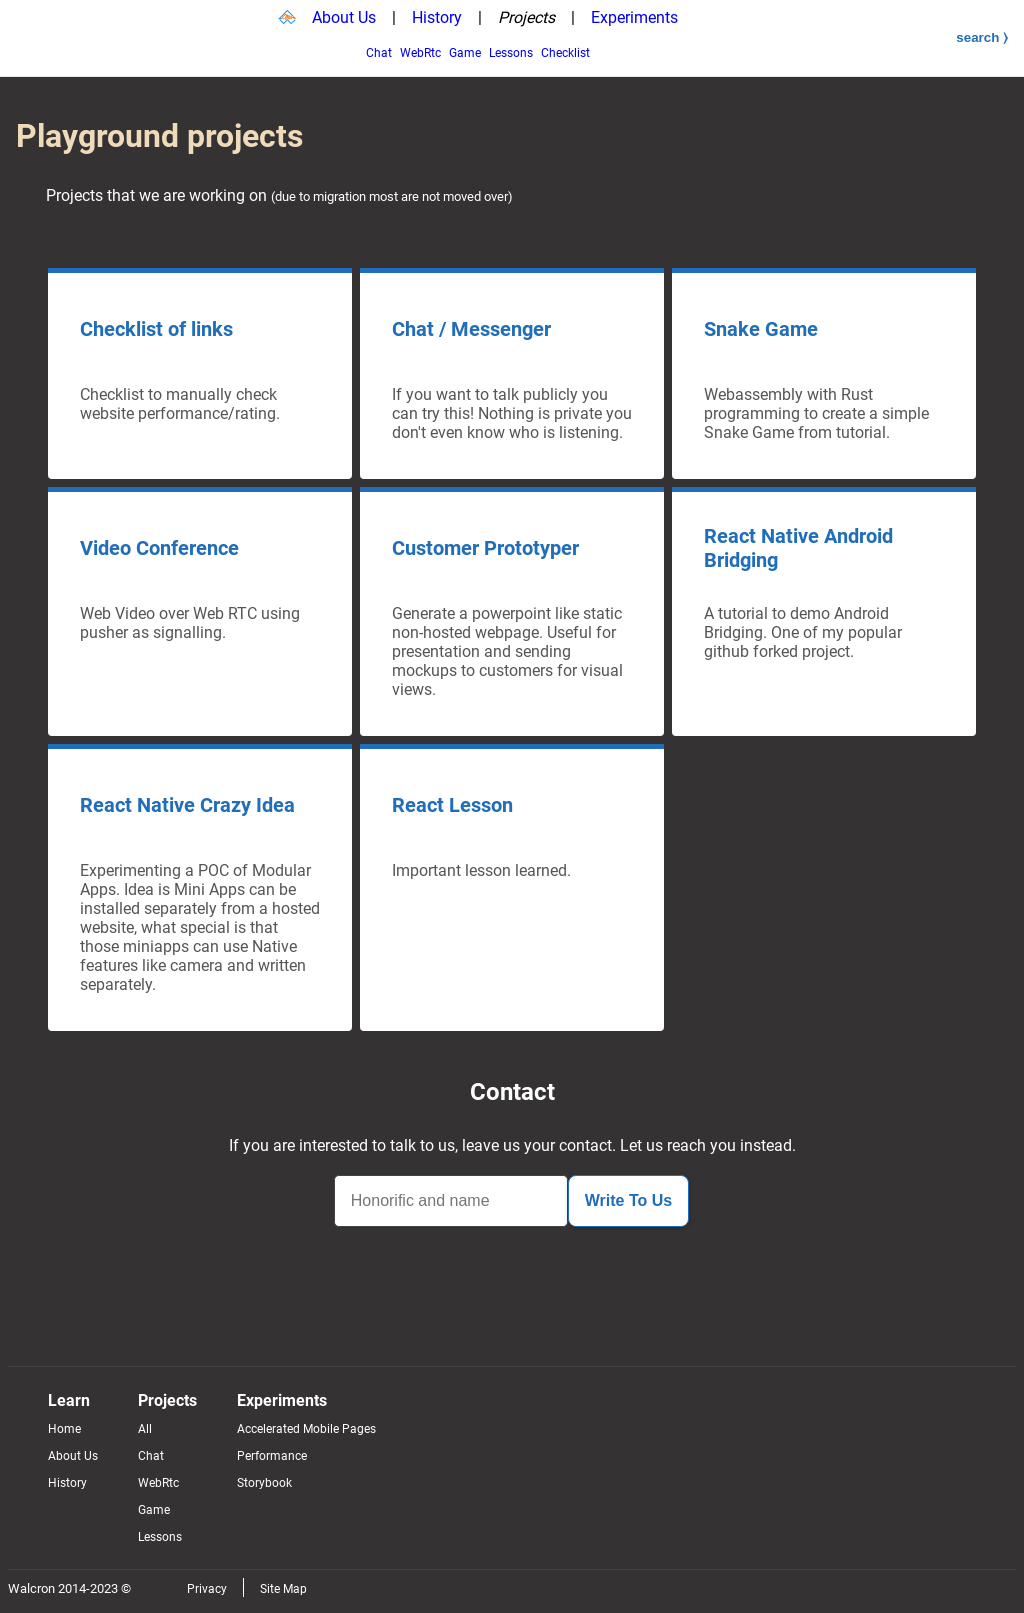 About Us | History | Projects | Experiments
search ⟩
Chat WebRtc Game Lessons Checklist
Playground projects
Projects that we are working on (due to migration most are not moved over)
Checklist of links
Checklist to manually check
website performance/rating.
Chat / Messenger
If you want to talk publicly you
can try this! Nothing is private you
don't even know who is listening.
Snake Game
Webassembly with Rust
programming to create a simple
Snake Game from tutorial.
Video Conference
Web Video over Web RTC using
pusher as signalling.
Customer Prototyper
Generate a powerpoint like static
non-hosted webpage. Useful for
presentation and sending
mockups to customers for visual
views.
React Native Android
Bridging
A tutorial to demo Android
Bridging. One of my popular
github forked project.
React Native Crazy Idea
Experimenting a POC of Modular
Apps. Idea is Mini Apps can be
installed separately from a hosted
website, what special is that
those miniapps can use Native
features like camera and written
separately.
React Lesson
Important lesson learned.
Contact
If you are interested to talk to us, leave us your contact. Let us reach you instead.
Honorific and name
Write To Us
Learn
Home
About Us
History
Projects
All
Chat
WebRtc
Game
Lessons
Experiments
Accelerated Mobile Pages
Performance
Storybook
Walcron 2014-2023 © Privacy Site Map